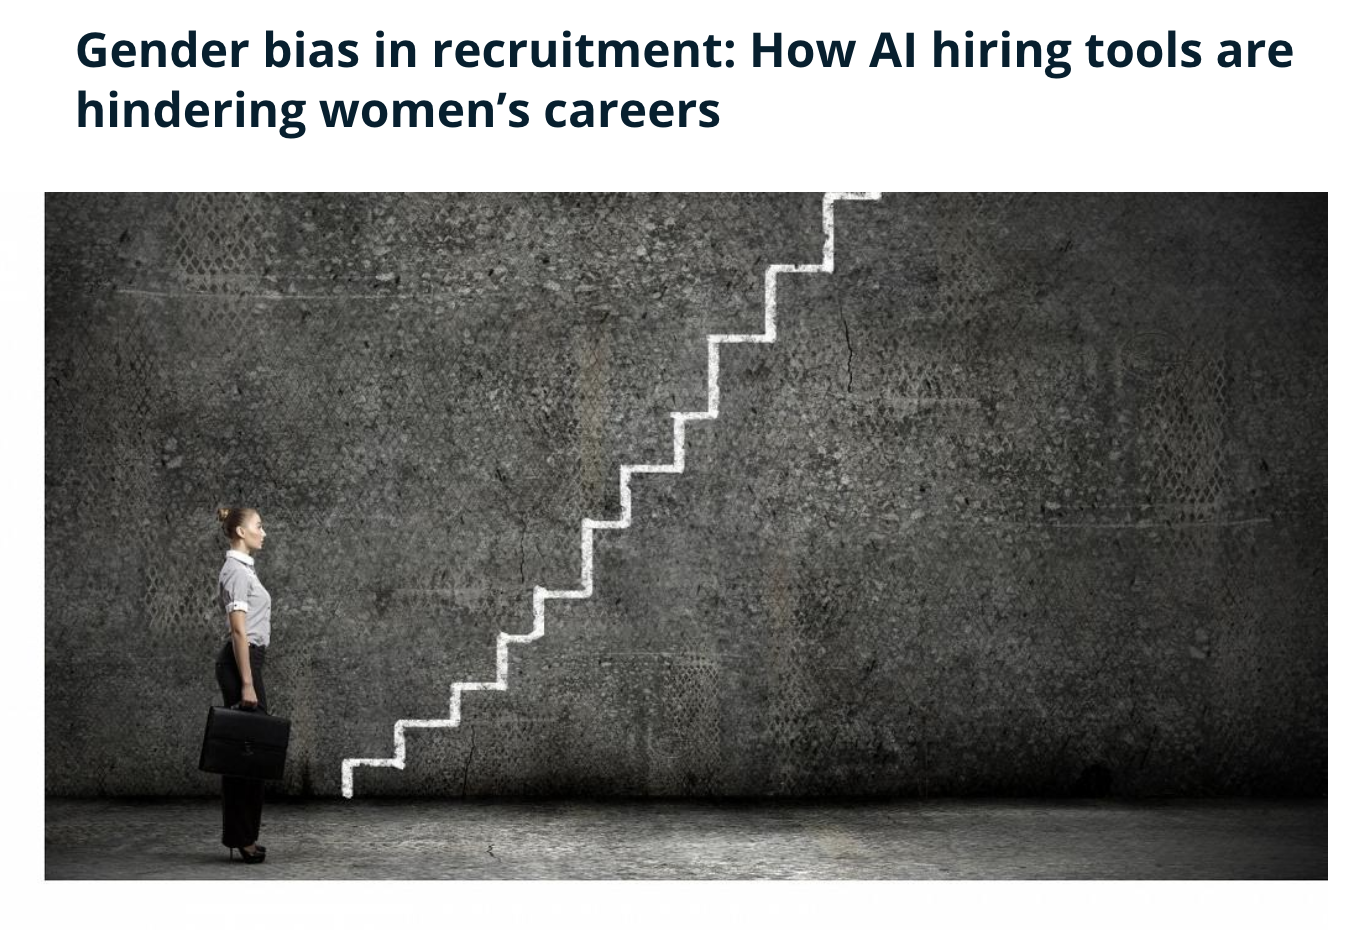 Gender bias in recruitment: How AI hiring tools are
hindering women’s careers